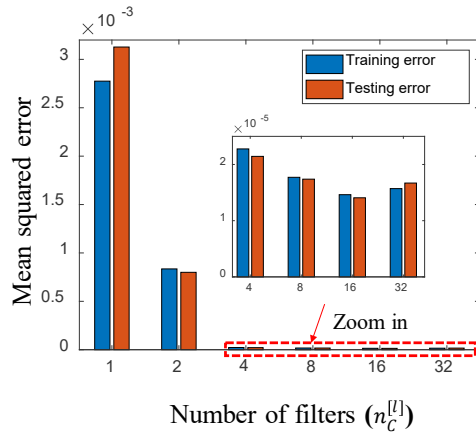 × 10⁻³
3
2.5
2
1.5
1
0.5
0
Mean squared error
Training error
Testing error
× 10⁻⁵
2
1
0
4 8 16 32
Zoom in
1 2 4 8 16 32
Number of filters (n_C^{[l]})